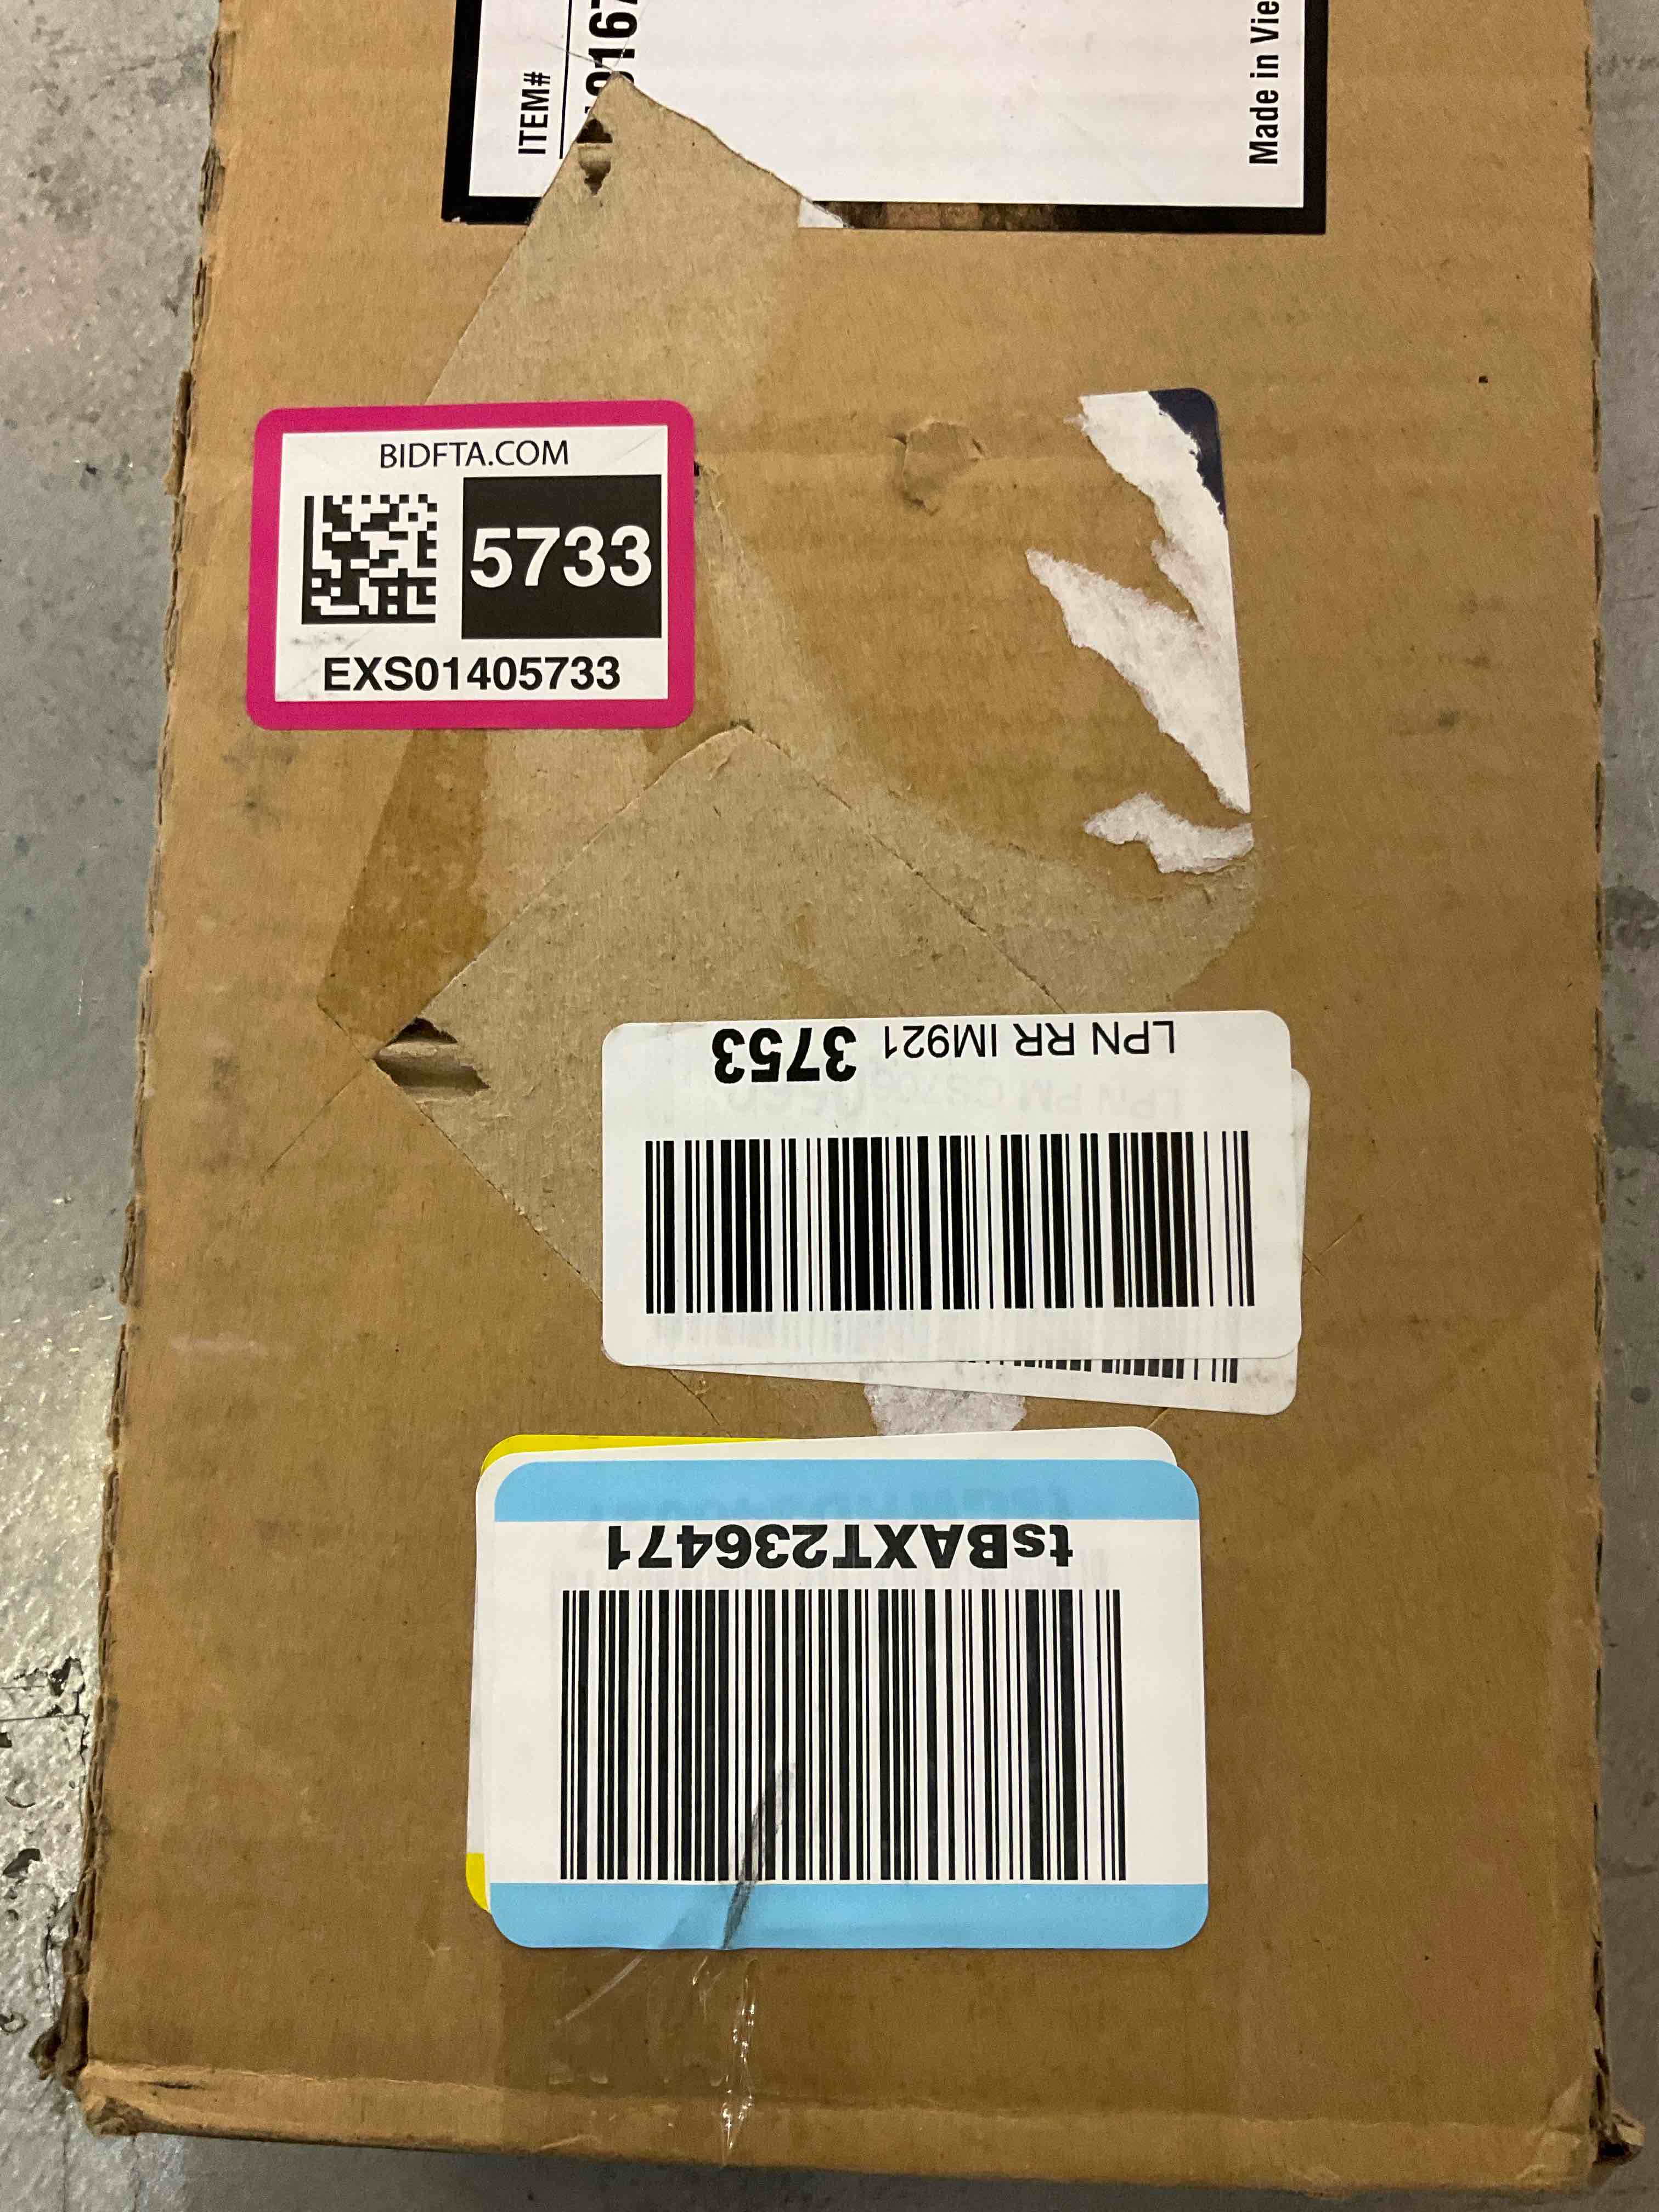 ITEM#
Made in Vie
BIDFTA.COM
5733
EXS01405733
LPN RR IM921 3753
tsBAXT236471